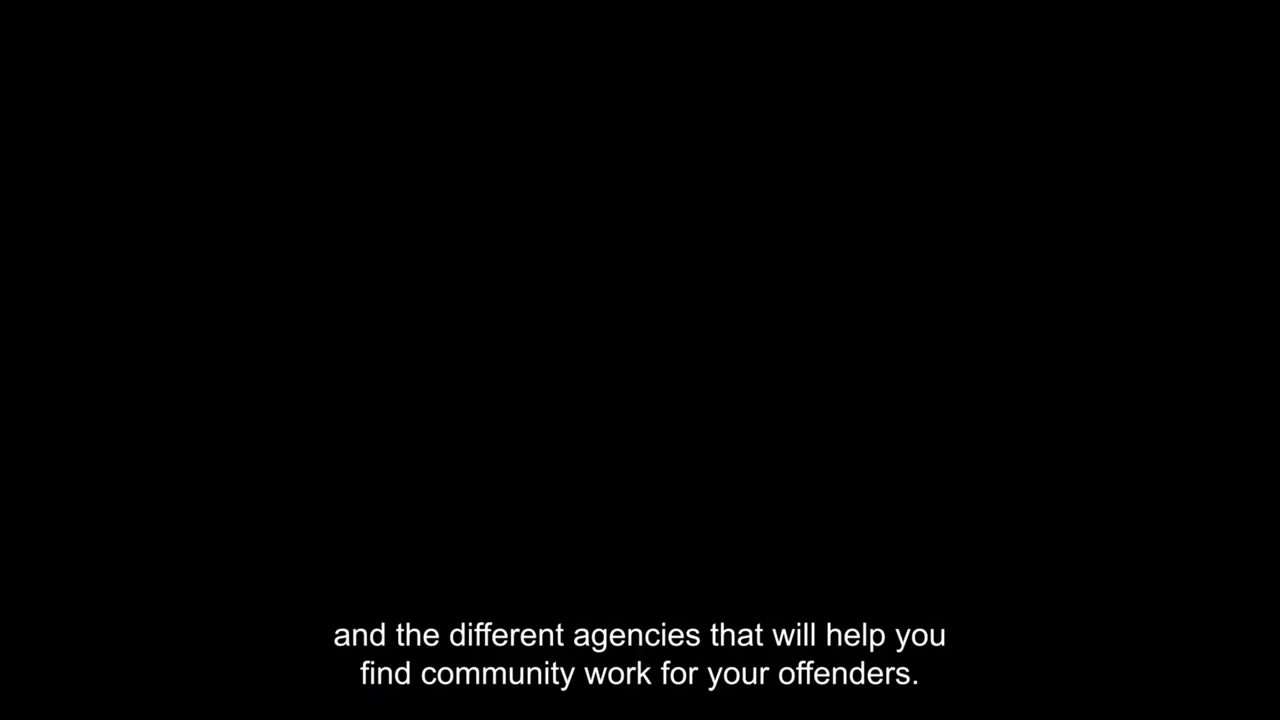 and the different agencies that will help you
find community work for your offenders.